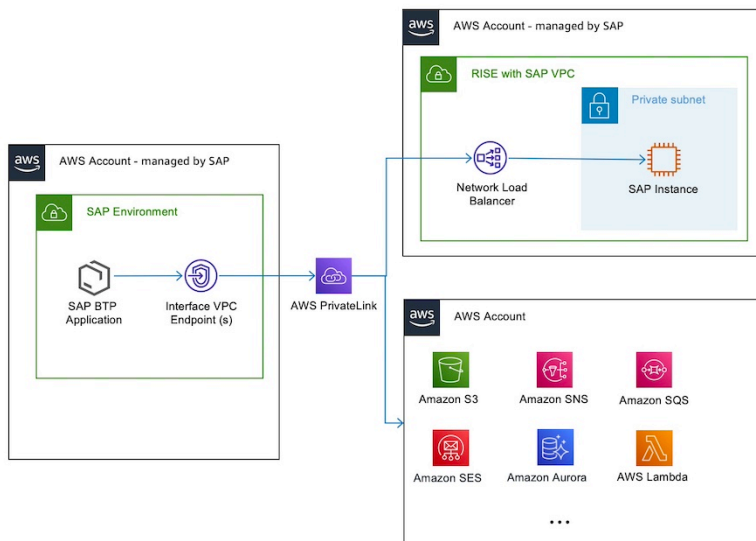 aws
AWS Account - managed by SAP
RISE with SAP VPC
Private subnet
Network Load
Balancer
SAP Instance
aws
AWS Account - managed by SAP
SAP Environment
SAP BTP
Application
Interface VPC
Endpoint (s)
AWS PrivateLink
aws
AWS Account
Amazon S3
Amazon SNS
Amazon SQS
Amazon SES
Amazon Aurora
AWS Lambda
...